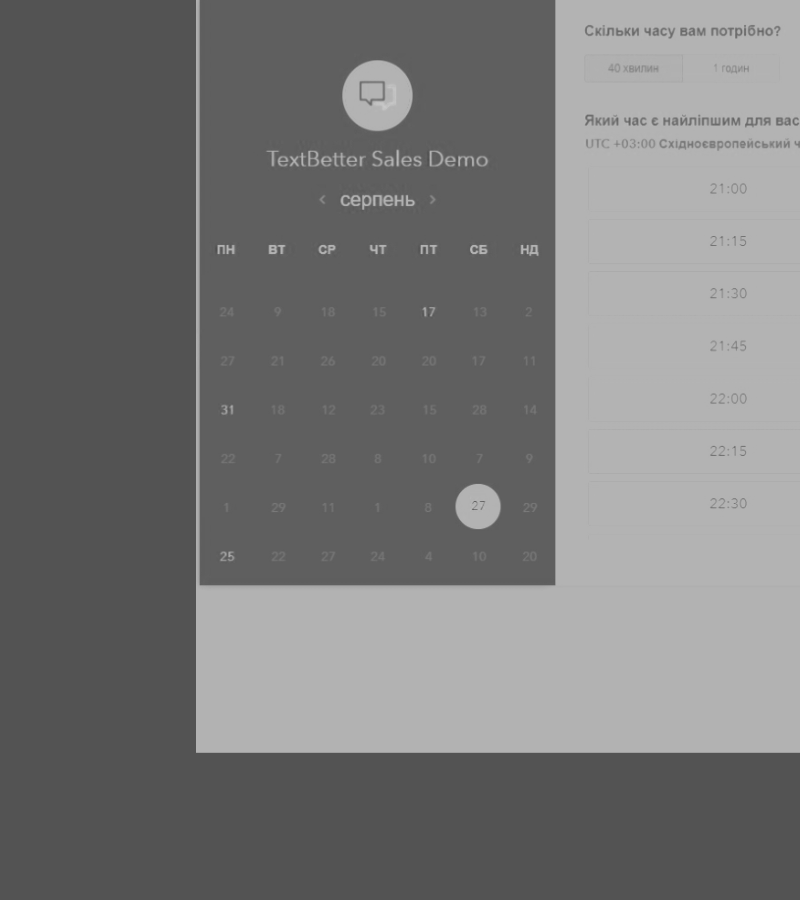 TextBetter Sales Demo
серпень
ПН ВТ СР ЧТ ПТ СБ НД
24 9 18 15 17 13 2
27 21 26 20 20 17 11
31 18 12 23 15 28 14
22 7 28 8 10 7 9
1 29 11 1 8 27 29
25 22 27 24 4 10 20
Скільки часу вам потрібно?
40 хвилин 1 годин
Який час є найліпшим для вас
UTC +03:00 Східноєвропейський ч
21:00
21:15
21:30
21:45
22:00
22:15
22:30